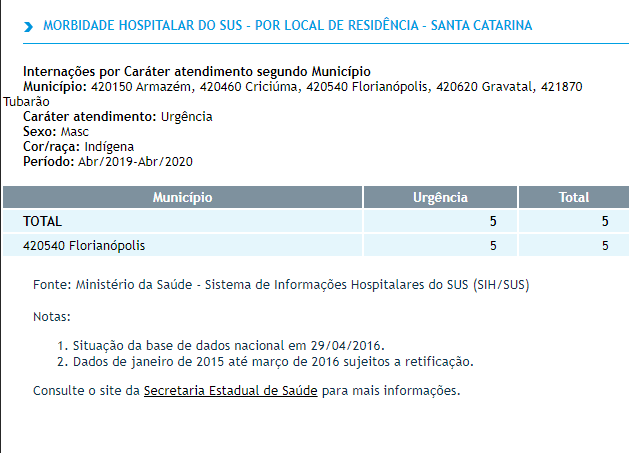 MORBIDADE HOSPITALAR DO SUS - POR LOCAL DE RESIDÊNCIA - SANTA CATARINA
Internações por Caráter atendimento segundo Município
Município: 420150 Armazém, 420460 Criciúma, 420540 Florianópolis, 420620 Gravatal, 421870
Tubarão
Caráter atendimento: Urgência
Sexo: Masc
Cor/raça: Indígena
Período: Abr/2019-Abr/2020
Município Urgência Total
TOTAL 5 5
420540 Florianópolis 5 5
Fonte: Ministério da Saúde - Sistema de Informações Hospitalares do SUS (SIH/SUS)
Notas:
1. Situação da base de dados nacional em 29/04/2016.
2. Dados de janeiro de 2015 até março de 2016 sujeitos a retificação.
Consulte o site da Secretaria Estadual de Saúde para mais informações.